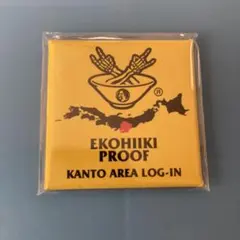 ®
EKOHIIKI
PROOF
KANTO AREA LOG-IN